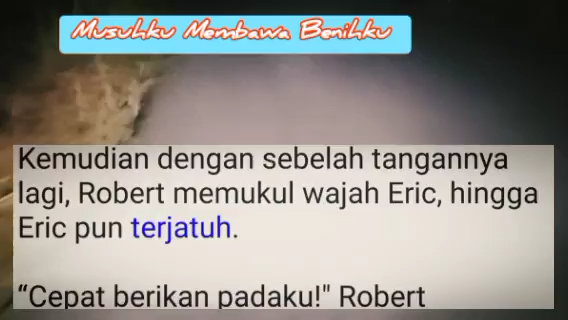 Musuhku Membawa Benihku
Kemudian dengan sebelah tangannya
lagi, Robert memukul wajah Eric, hingga
Eric pun terjatuh.
“Cepat berikan padaku!" Robert